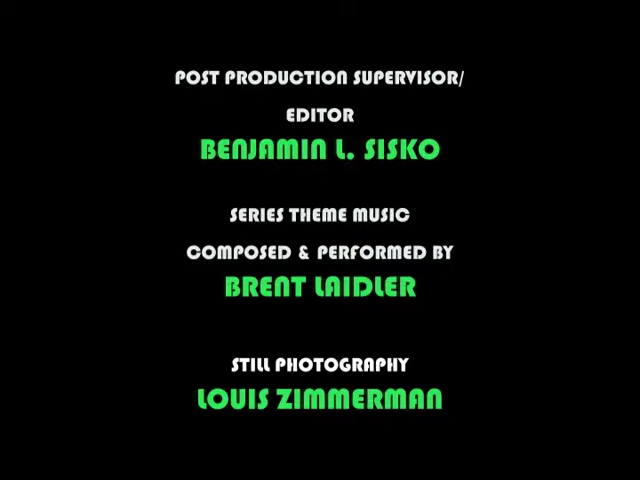 POST PRODUCTION SUPERVISOR/
EDITOR
BENJAMIN L. SISKO
SERIES THEME MUSIC
COMPOSED & PERFORMED BY
BRENT LAIDLER
STILL PHOTOGRAPHY
LOUIS ZIMMERMAN